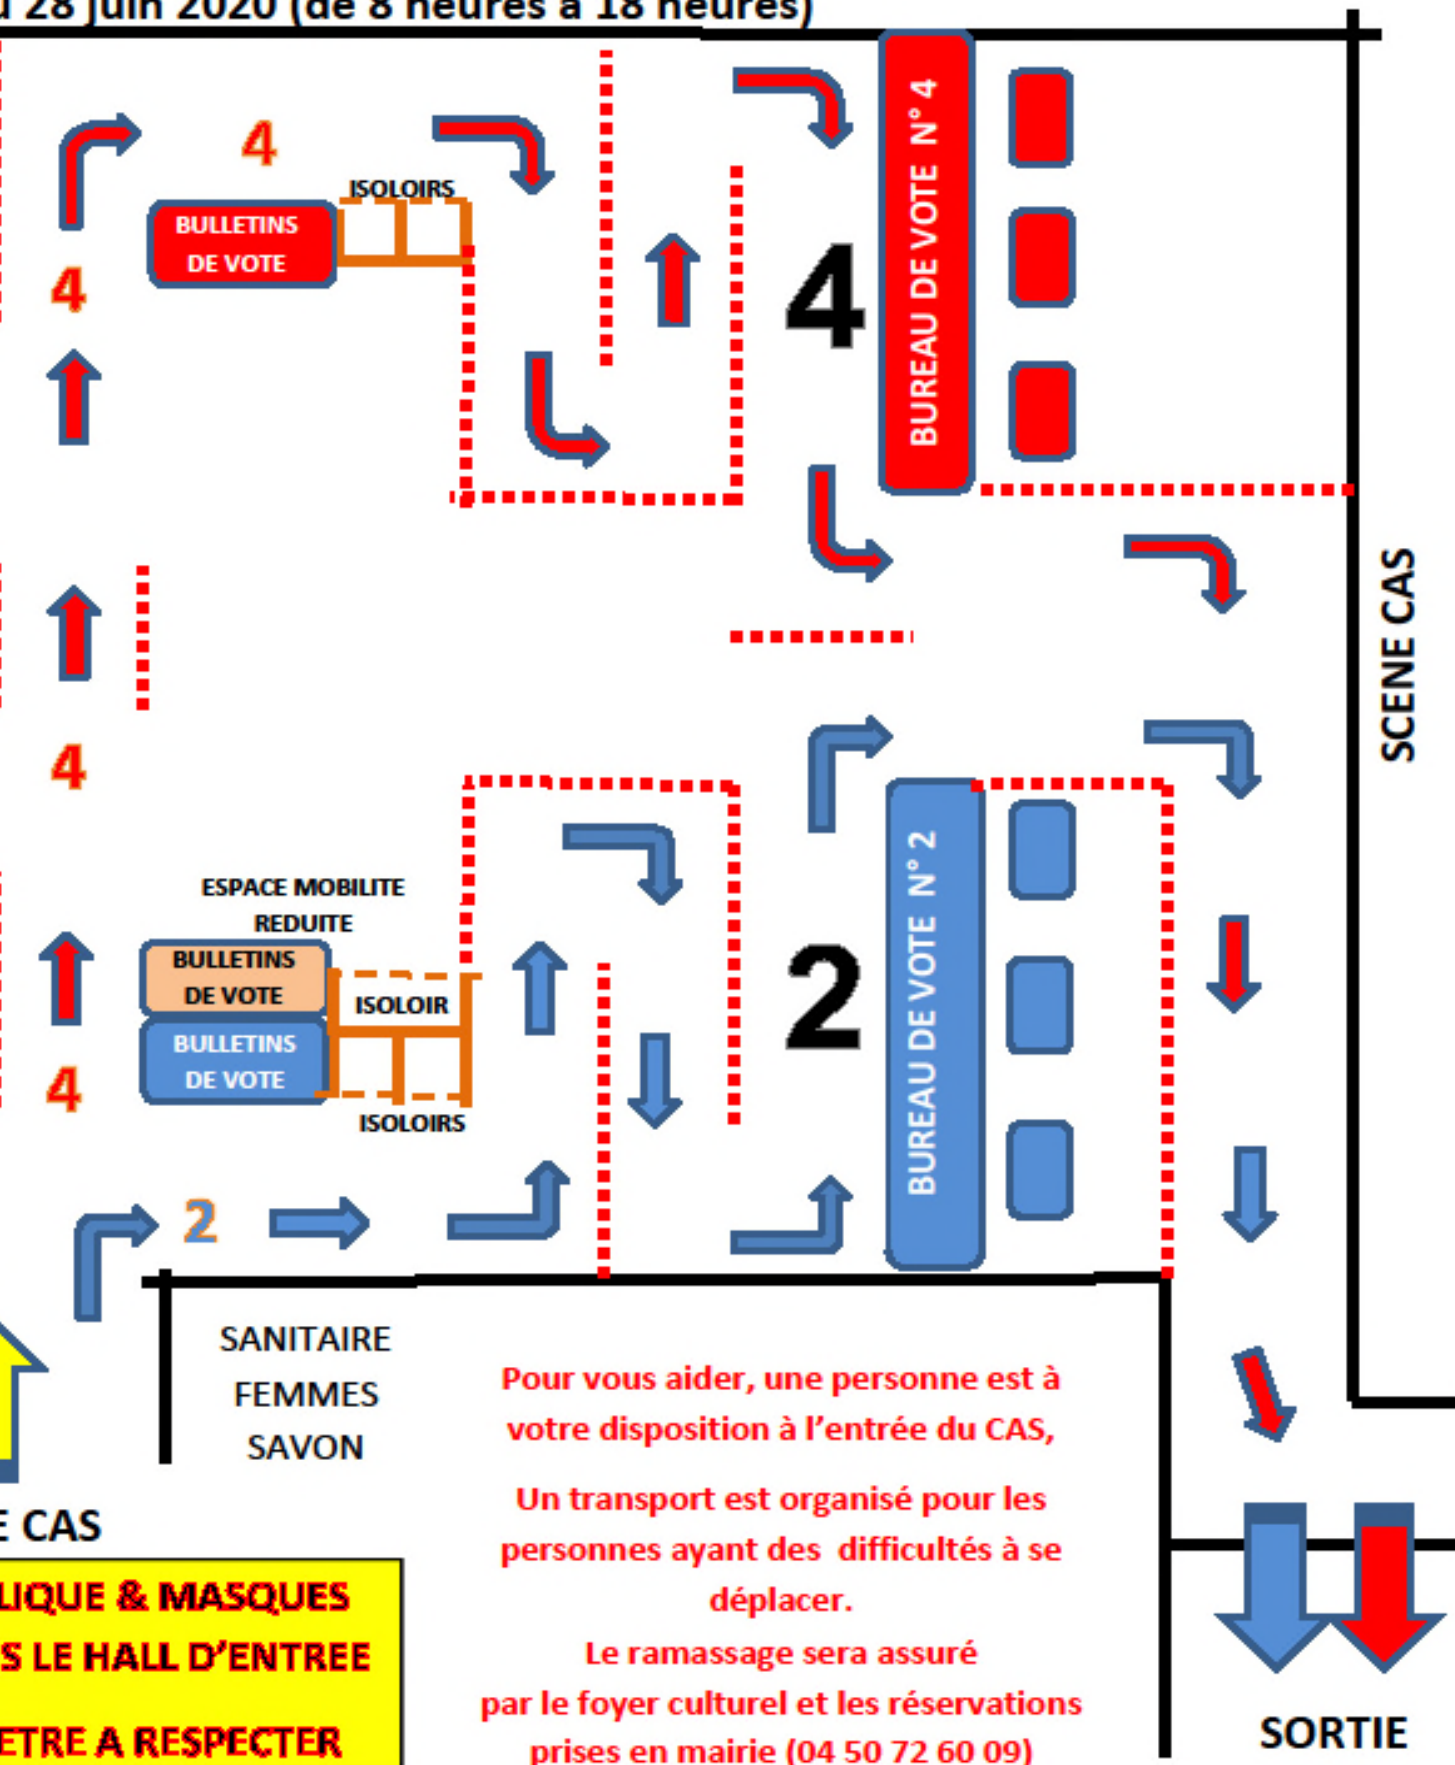 28 juin 2020 (de 8 heures à 18 heures)
4
ISOLOIRS
BULLETINS
DE VOTE
4
4
BUREAU DE VOTE N° 4
SCENE CAS
4
ESPACE MOBILITE
REDUITE
BULLETINS
DE VOTE
ISOLOIR
BULLETINS
DE VOTE
ISOLOIRS
4
2
BUREAU DE VOTE N° 2
2
SANITAIRE
FEMMES
SAVON
Pour vous aider, une personne est à
votre disposition à l'entrée du CAS,
Un transport est organisé pour les
personnes ayant des difficultés à se
déplacer.
Le ramassage sera assuré
par le foyer culturel et les réservations
prises en mairie (04 50 72 60 09)
CAS
LIQUE & MASQUES
S LE HALL D'ENTREE
ETRE A RESPECTER
SORTIE